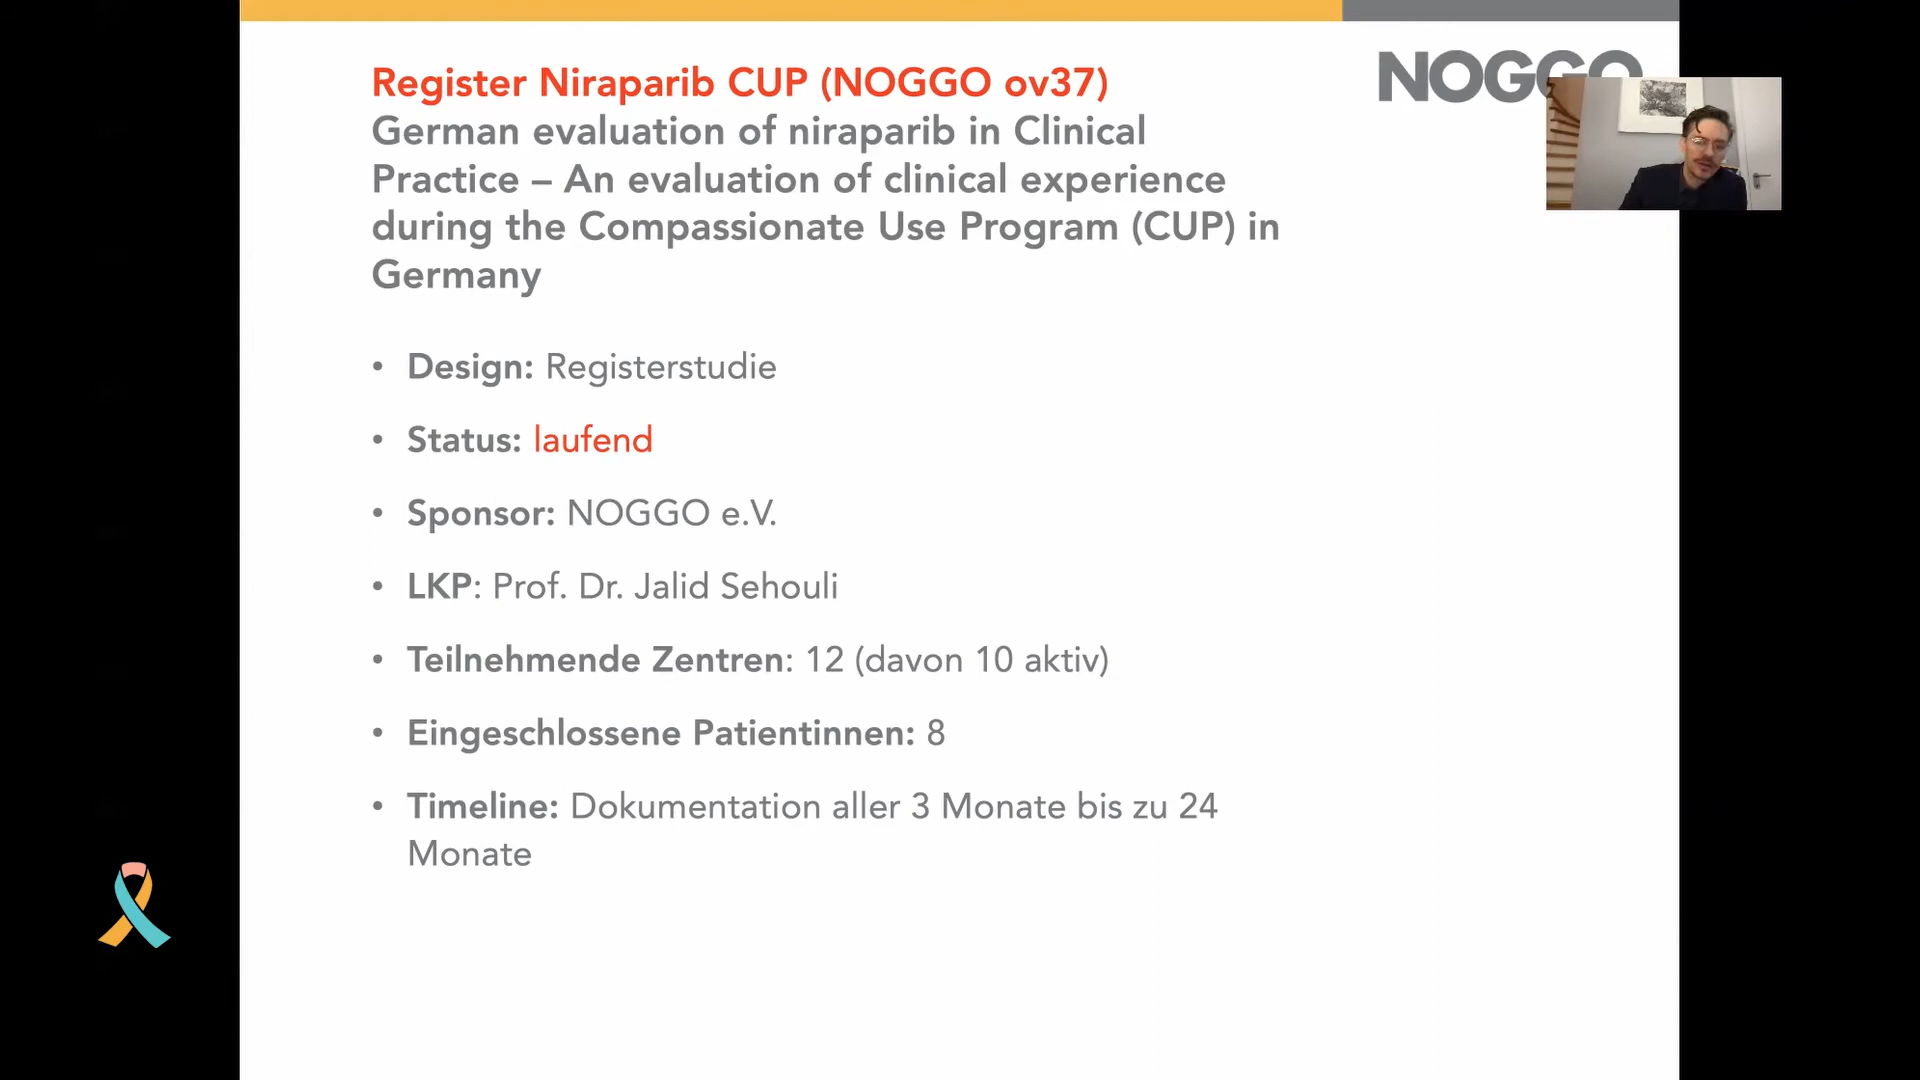 Register Niraparib CUP (NOGGO ov37)
German evaluation of niraparib in Clinical
Practice – An evaluation of clinical experience
during the Compassionate Use Program (CUP) in
Germany
NOGGO
• Design: Registerstudie
• Status: laufend
• Sponsor: NOGGO e.V.
• LKP: Prof. Dr. Jalid Sehouli
• Teilnehmende Zentren: 12 (davon 10 aktiv)
• Eingeschlossene Patientinnen: 8
• Timeline: Dokumentation aller 3 Monate bis zu 24
Monate